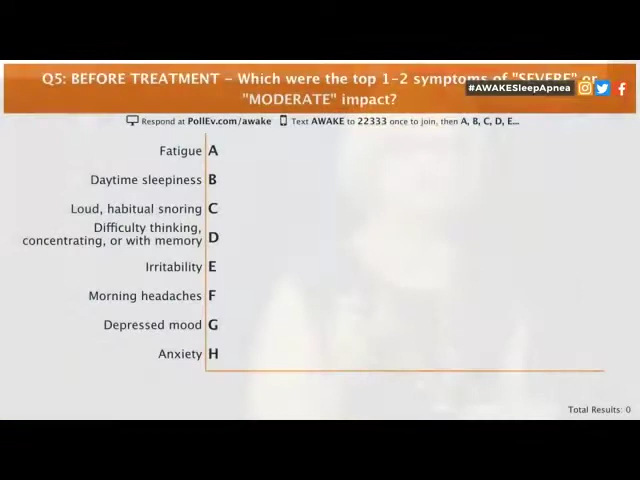 Q5: BEFORE TREATMENT – Which were the top 1-2 symptoms of "SEVERE" or
#AWAKESleepApnea
"MODERATE" impact?
Respond at PollEv.com/awake Text AWAKE to 22333 once to join, then A, B, C, D, E...
Fatigue A
Daytime sleepiness B
Loud, habitual snoring C
Difficulty thinking,
concentrating, or with memory D
Irritability E
Morning headaches F
Depressed mood G
Anxiety H
Total Results: 0